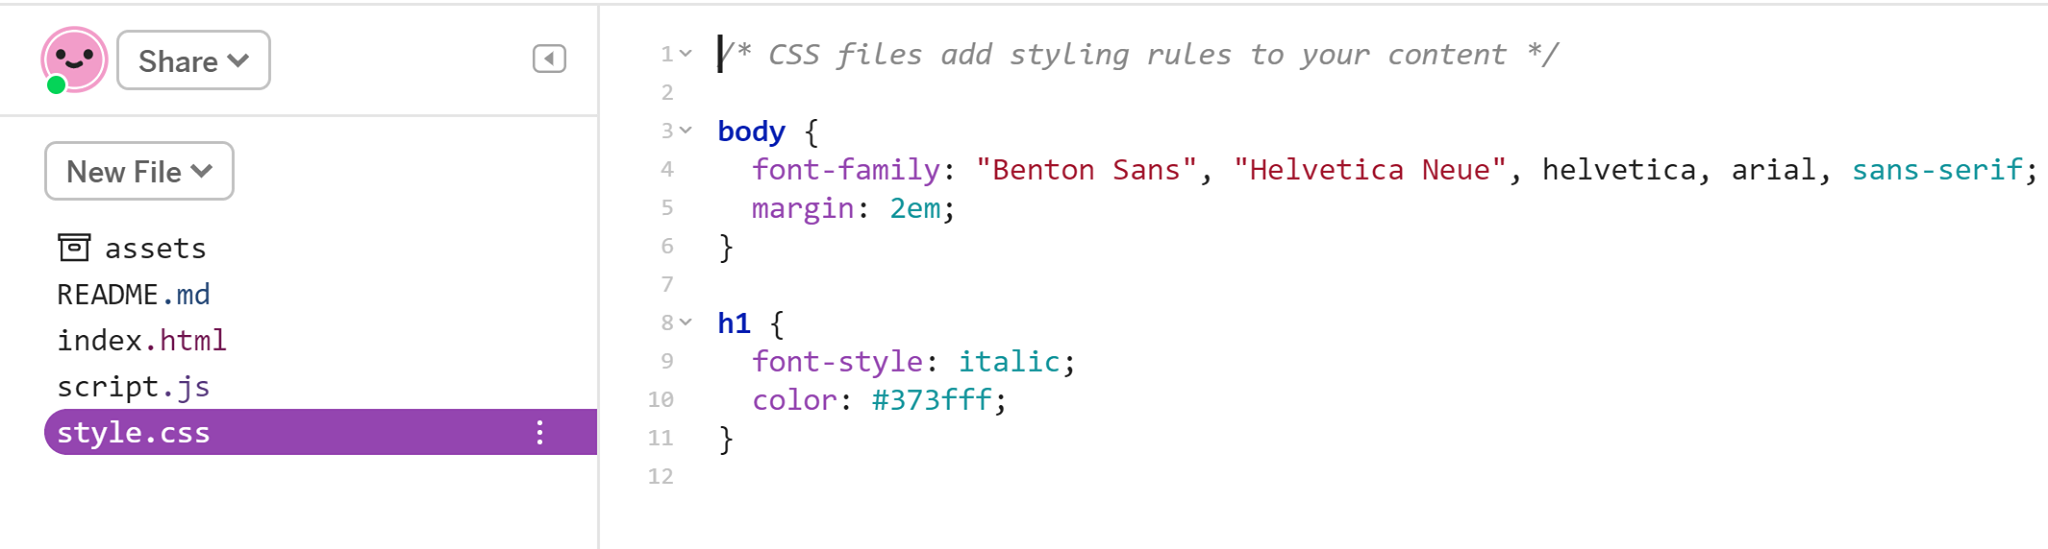 Share
New File
assets
README.md
index.html
script.js
style.css
1 /* CSS files add styling rules to your content */
2
3 body {
4   font-family: "Benton Sans", "Helvetica Neue", helvetica, arial, sans-serif;
5   margin: 2em;
6 }
7
8 h1 {
9   font-style: italic;
10   color: #373fff;
11 }
12